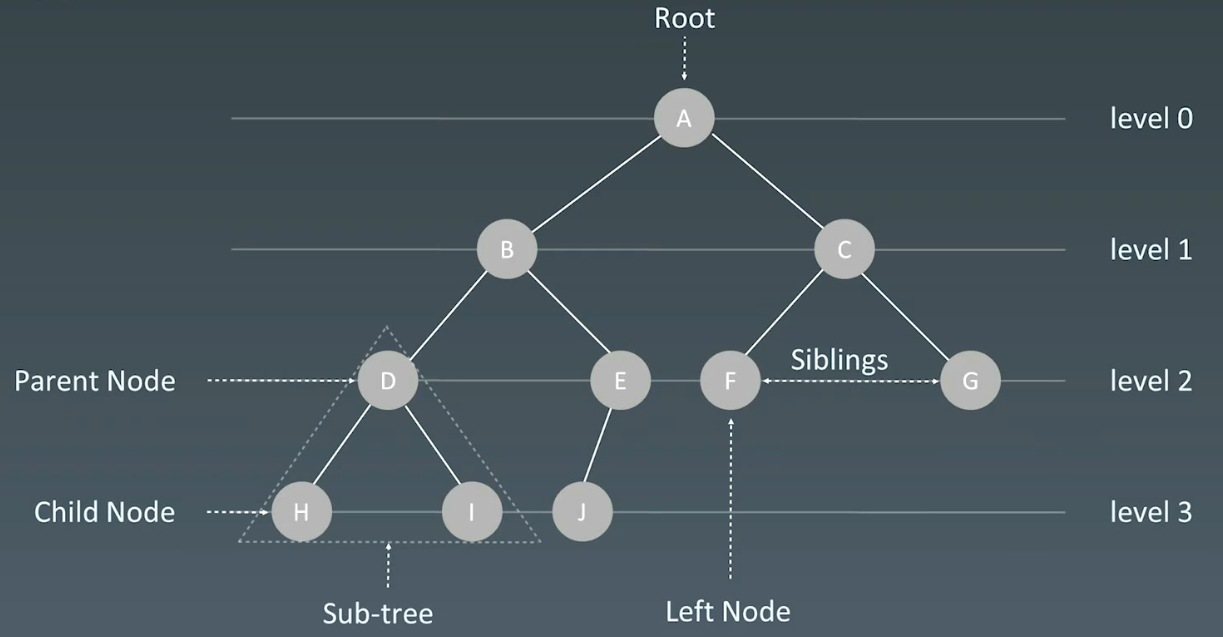 Root
A
level 0
B
C
level 1
Parent Node
D
E
F
Siblings
G
level 2
Child Node
H
I
J
level 3
Sub-tree
Left Node